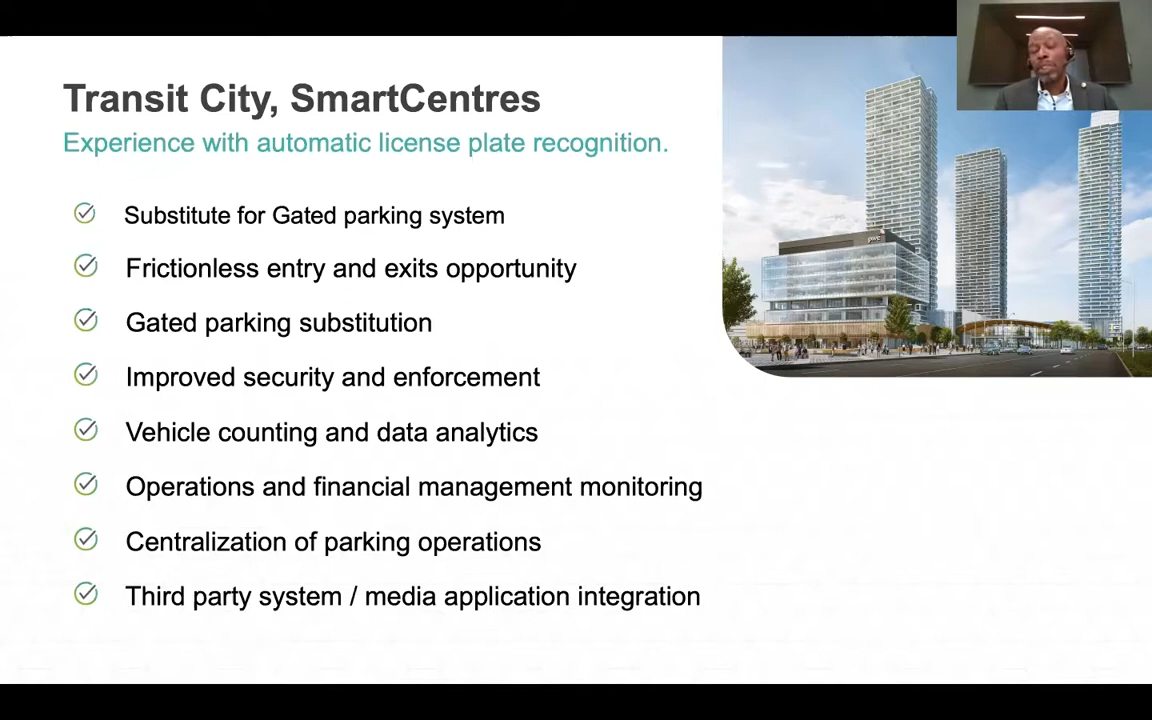 Transit City, SmartCentres
Experience with automatic license plate recognition.
Substitute for Gated parking system
Frictionless entry and exits opportunity
Gated parking substitution
Improved security and enforcement
Vehicle counting and data analytics
Operations and financial management monitoring
Centralization of parking operations
Third party system / media application integration
pwc